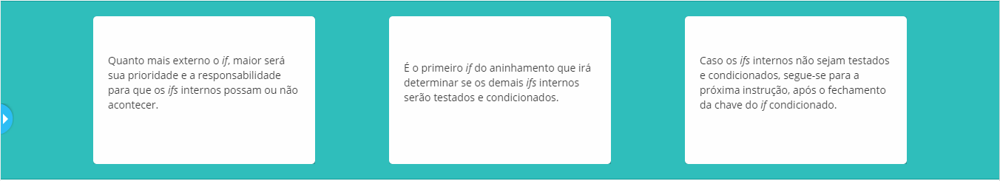 Quanto mais externo o if, maior será
sua prioridade e a responsabilidade
para que os ifs internos possam ou não
acontecer.
É o primeiro if do aninhamento que irá
determinar se os demais ifs internos
serão testados e condicionados.
Caso os ifs internos não sejam testados
e condicionados, segue-se para a
próxima instrução, após o fechamento
da chave do if condicionado.